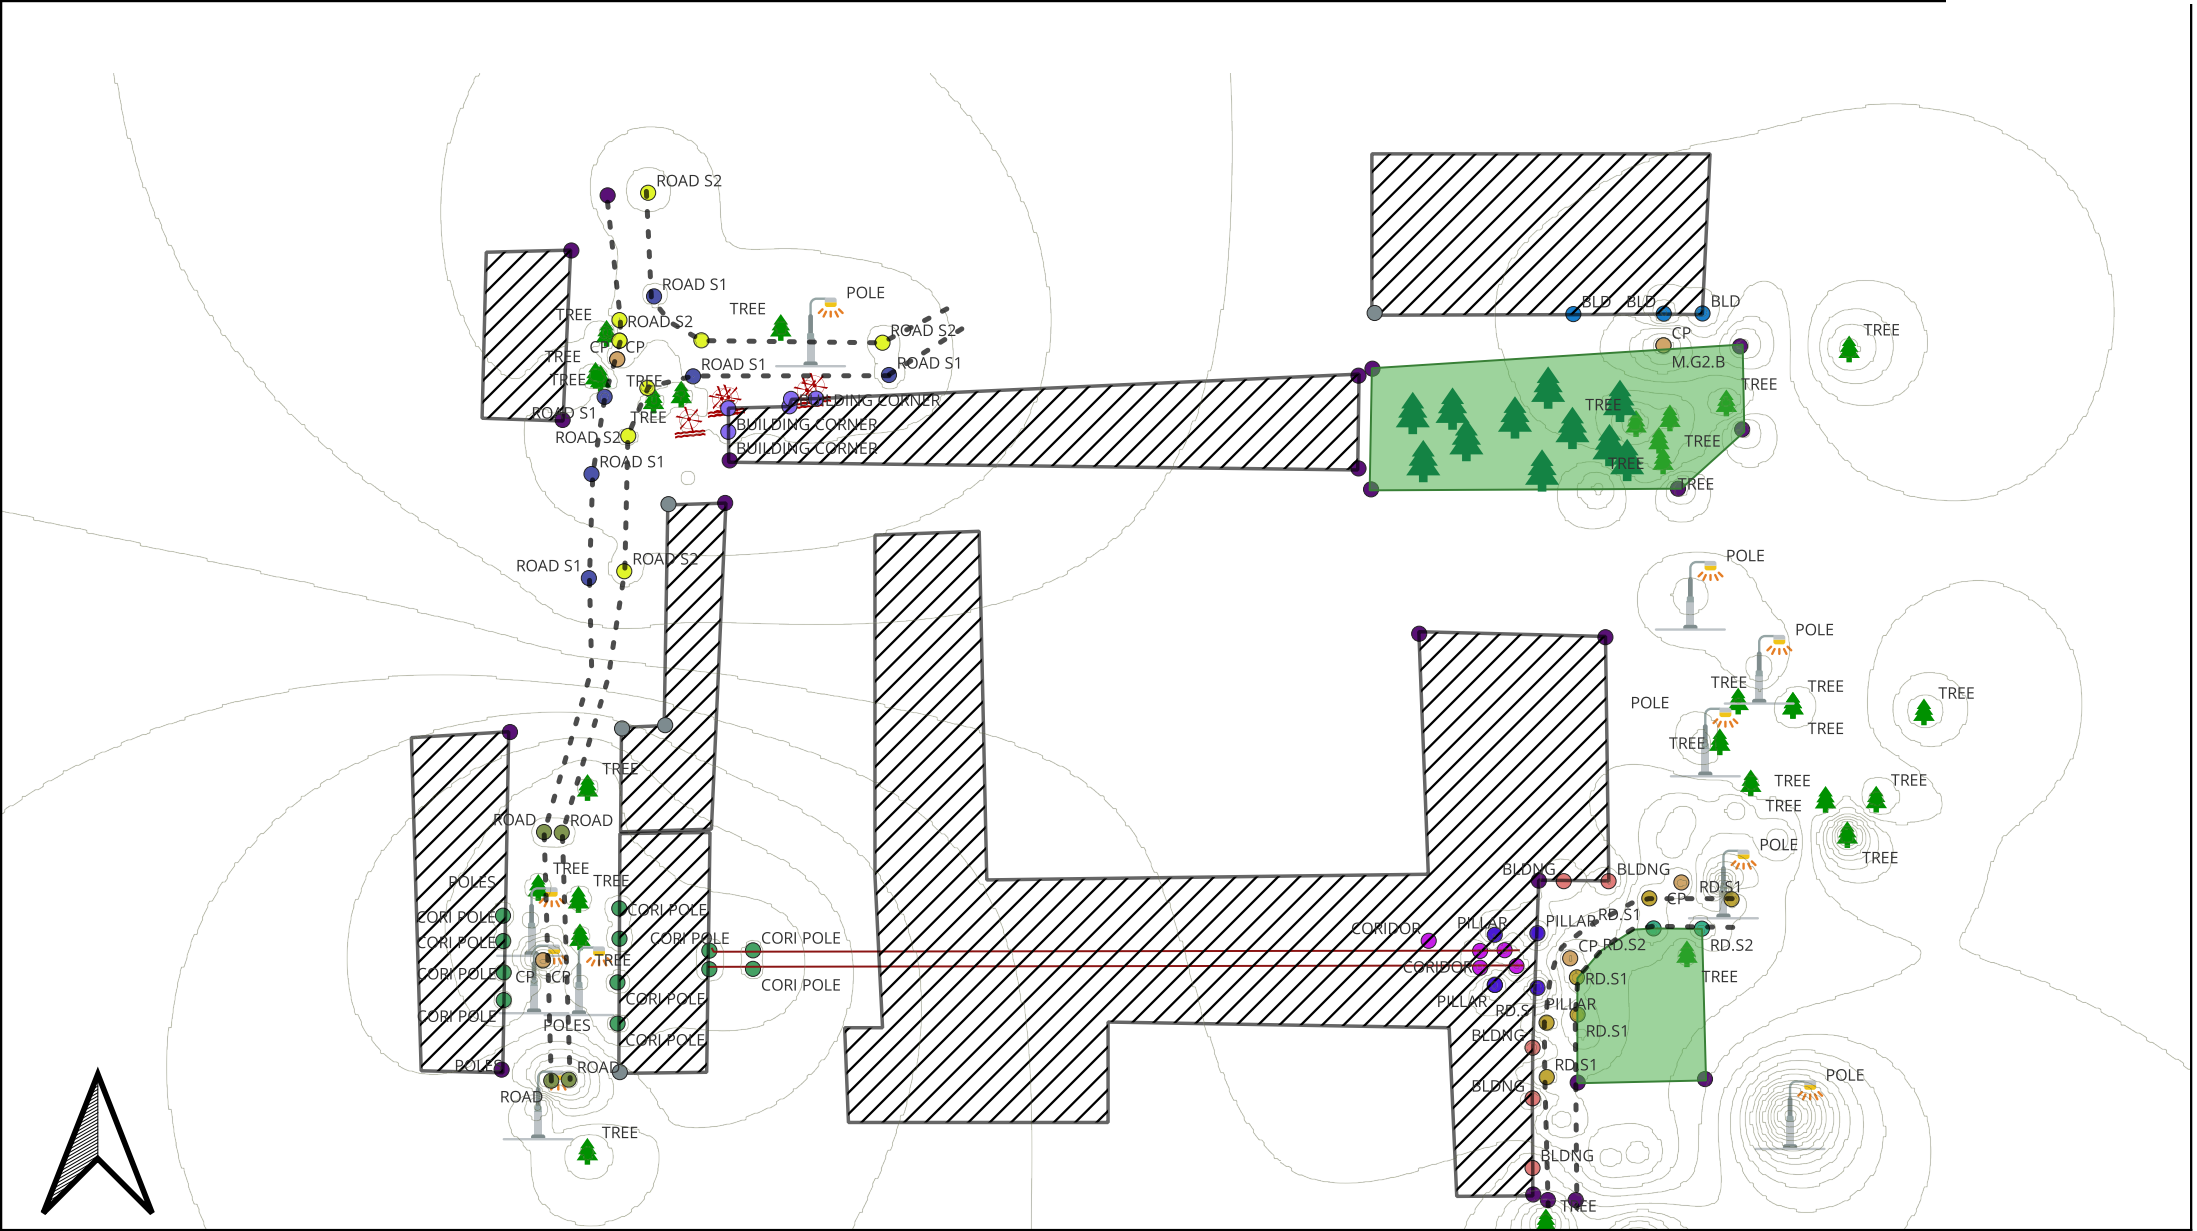 ROAD S2
ROAD S1
POLE
TREE
TREE
ROAD S2
ROAD S2
BLD
BLD
BLD
CP
CP
CP
TREE
TREE
ROAD S1
ROAD S1
M.G2.B
TREE
TREE
TREE
BUILDING CORNER
TREE
ROAD S1
TREE
BUILDING CORNER
ROAD S2
TREE
BUILDING CORNER
ROAD S1
TREE
TREE
ROAD S1
ROAD S2
POLE
POLE
TREE
TREE
TREE
POLE
TREE
TREE
TREE
TREE
TREE
TREE
ROAD
ROAD
POLE
TREE
TREE
POLES
TREE
BLDNG
BLDNG
RD.S1
CP
CORI POLE
CORI POLE
RD.S1
PILLAR
PILLAR
CORIDOR
CORI POLE
CORI POLE
CORI POLE
CP
RD.S2
RD.S2
TREE
CORIDOR
CORI POLE
CP
CP
TREE
RD.S1
CORI POLE
CORI POLE
PILLAR
PILLAR
RD.S1
CORI POLE
POLES
RD.S1
BLDNG
CORI POLE
POLES
ROAD
RD.S1
POLE
BLDNG
ROAD
TREE
BLDNG
TREE